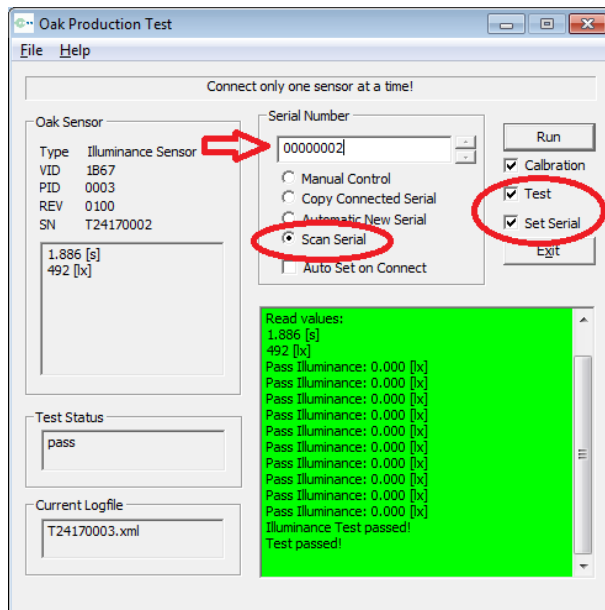 Oak Production Test
File Help
Connect only one sensor at a time!
Oak Sensor
Type Illuminance Sensor
VID 1B67
PID 0003
REV 0100
SN T24170002
1.886 [s]
492 [lx]
Serial Number
00000002
Manual Control
Copy Connected Serial
Automatic New Serial
Scan Serial
Auto Set on Connect
Run
Calbration
Test
Set Serial
Exit
Test Status
pass
Current Logfile
T24170003.xml
Read values:
1.886 [s]
492 [lx]
Pass Illuminance: 0.000 [lx]
Pass Illuminance: 0.000 [lx]
Pass Illuminance: 0.000 [lx]
Pass Illuminance: 0.000 [lx]
Pass Illuminance: 0.000 [lx]
Pass Illuminance: 0.000 [lx]
Pass Illuminance: 0.000 [lx]
Pass Illuminance: 0.000 [lx]
Pass Illuminance: 0.000 [lx]
Pass Illuminance: 0.000 [lx]
Illuminance Test passed!
Test passed!